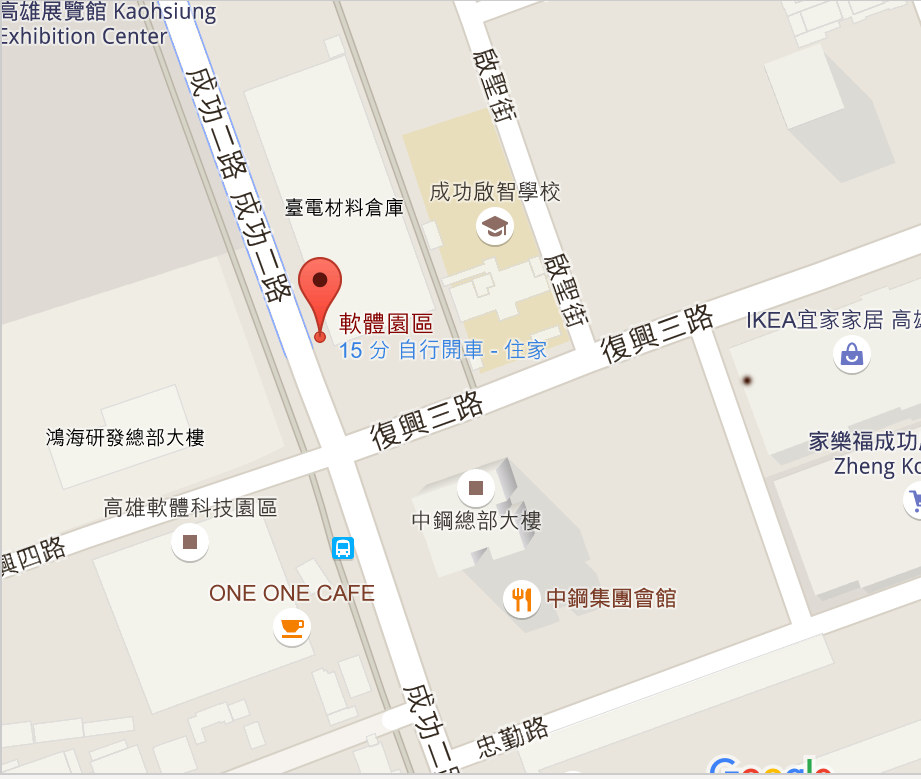 高雄展覽館 Kaohsiung
Exhibition Center
啟聖街
成功二路
成功啟智學校
臺電材料倉庫
成功二路
啟聖街
軟體園區
15 分 自行開車 - 住家
復興三路
IKEA宜家家居 高雄
復興三路
鴻海研發總部大樓
家樂福成功
Zheng Ko
高雄軟體科技園區
中鋼總部大樓
興四路
ONE ONE CAFE
中鋼集團會館
成功二路
忠勤路
Google